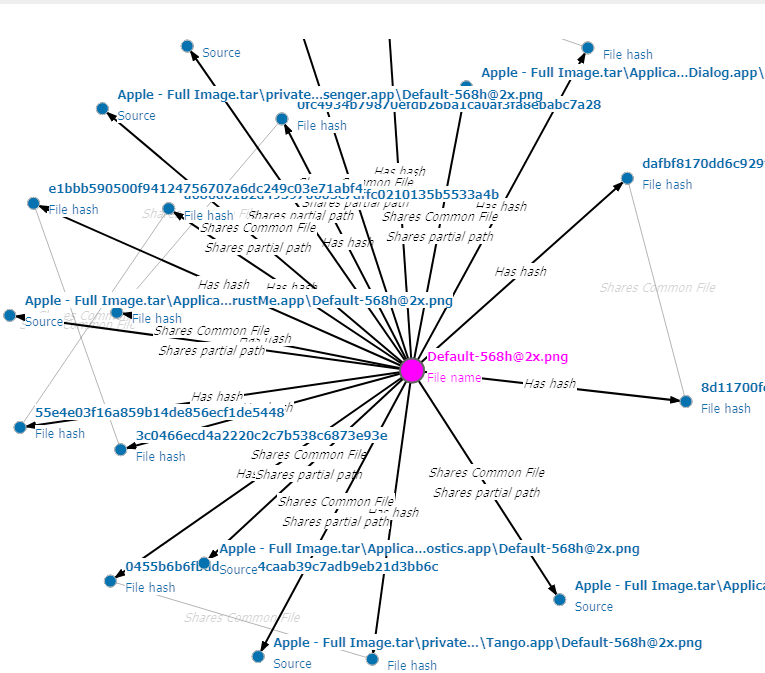 Source
File hash
Apple - Full Image.tar\Applica...Dialog.app\
Apple - Full Image.tar\private...senger.app\Default-568h@2x.png
Source
File hash
Has hash
dafbf8170dd6c929
File hash
e1bbb590500f94124756707a6dc249c03e71abf4
File hash
File hash
Shares partial path
Shares Common File
Has hash
Shares Common File
Shares partial path
Shares partial path
Has hash
Has hash
Has hash
Shares Common File
Apple - Full Image.tar\Applica...rustMe.app\Default-568h@2x.png
Source
File hash
Shares Common File
Shares partial path
Default-568h@2x.png
File name
Has hash
8d11700f
File hash
Has hash
55e4e03f16a859b14de856ecf1de5448
File hash
3c0466ecd4a2220c2c7b538c6873e93e
File hash
Shares Common File
Shares partial path
Shares Common File
Shares partial path
Shares Common File
Shares partial path
Has hash
Apple - Full Image.tar\Applica...ostics.app\Default-568h@2x.png
Source
4caab39c7adb9eb21d3bb6c
File hash
Apple - Full Image.tar\Applica
Source
Shares Common File
Apple - Full Image.tar\private...\Tango.app\Default-568h@2x.png
Source
File hash